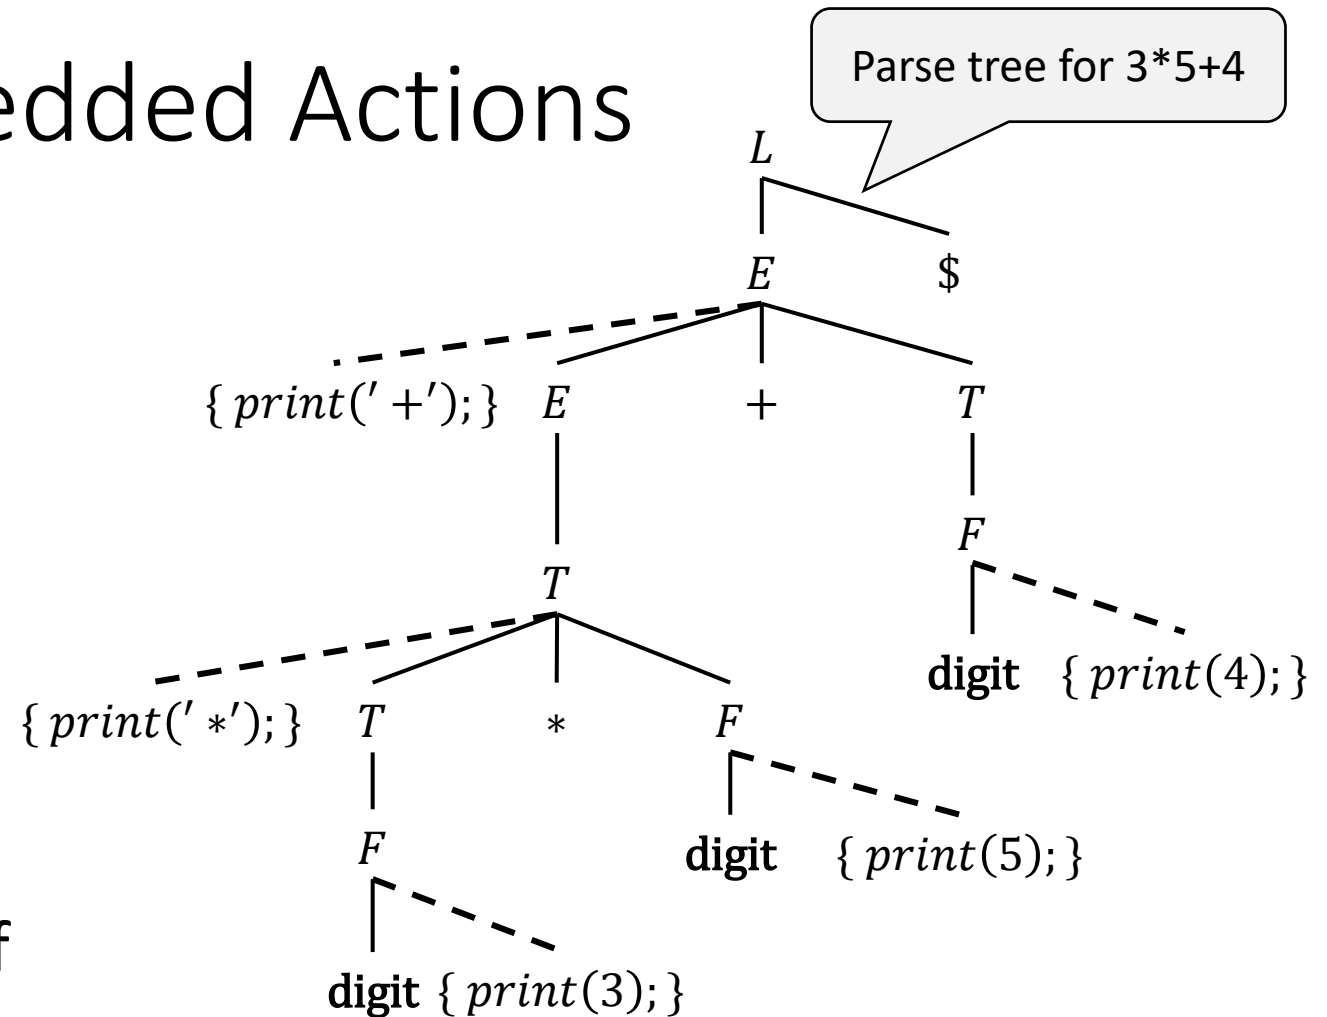 edded Actions
Parse tree for 3*5+4
L
E $
{ print(′ +′); } E + T
F
T
digit { print(4); }
{ print(′ *′); } T * F
F
digit { print(5); }
f
digit { print(3); }